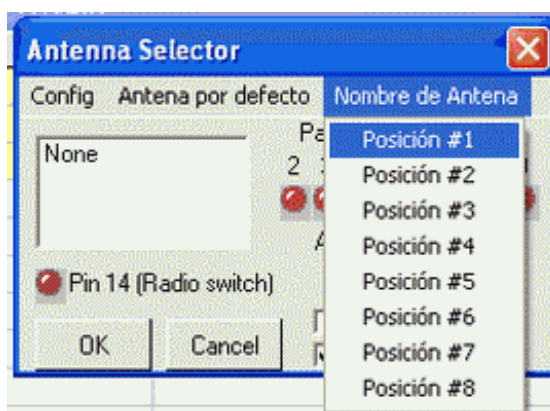 Antenna Selector
Config Antena por defecto Nombre de Antena
None
2
Pin 14 (Radio switch)
OK Cancel
Posición #1
Posición #2
Posición #3
Posición #4
Posición #5
Posición #6
Posición #7
Posición #8